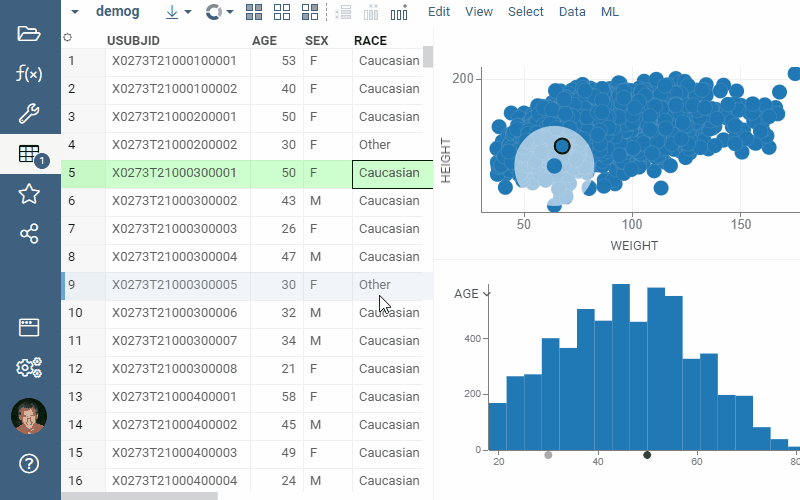 demog Edit View Select Data ML
f(x)
1
USUBJID AGE SEX RACE
1 X0273T21000100001 53 F Caucasian
2 X0273T21000100002 40 F Caucasian
3 X0273T21000200001 50 F Caucasian
4 X0273T21000200002 30 F Other
5 X0273T21000300001 50 F Caucasian
6 X0273T21000300002 43 M Caucasian
7 X0273T21000300003 26 F Caucasian
8 X0273T21000300004 47 M Caucasian
9 X0273T21000300005 30 F Other
10 X0273T21000300006 32 M Caucasian
11 X0273T21000300007 34 M Caucasian
12 X0273T21000300008 21 F Caucasian
13 X0273T21000400001 58 F Caucasian
14 X0273T21000400002 45 M Caucasian
15 X0273T21000400003 49 F Caucasian
16 X0273T21000400004 24 M Caucasian
200
HEIGHT
50 100 150
WEIGHT
AGE
400
200
0
20 40 60 80